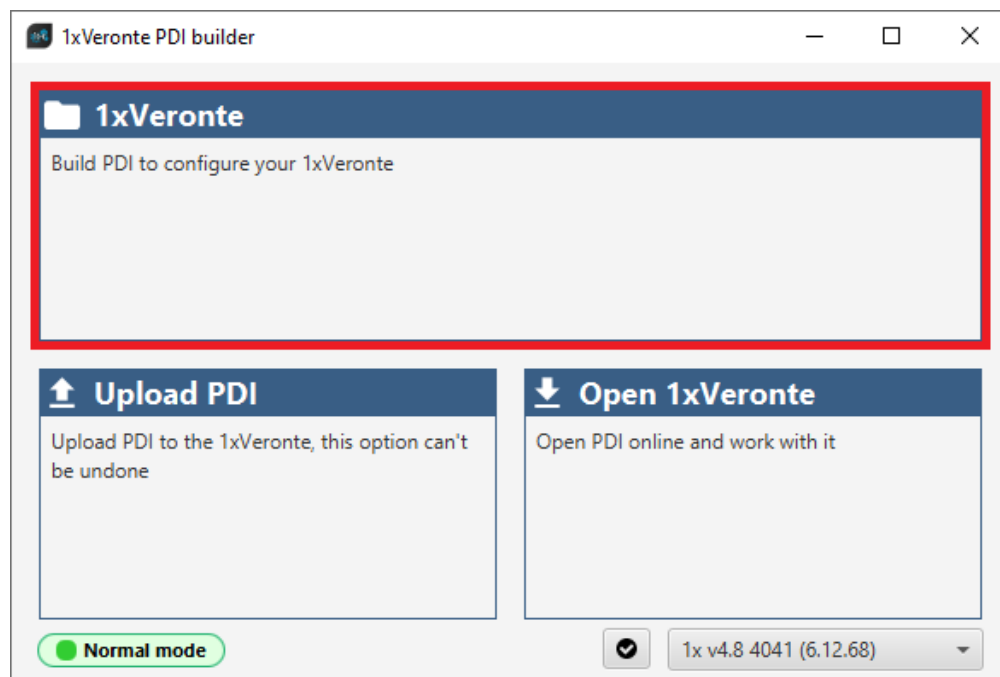 1xVeronte PDI builder
1xVeronte
Build PDI to configure your 1xVeronte
Upload PDI
Upload PDI to the 1xVeronte, this option can't
be undone
Open 1xVeronte
Open PDI online and work with it
Normal mode
1x v4.8 4041 (6.12.68)